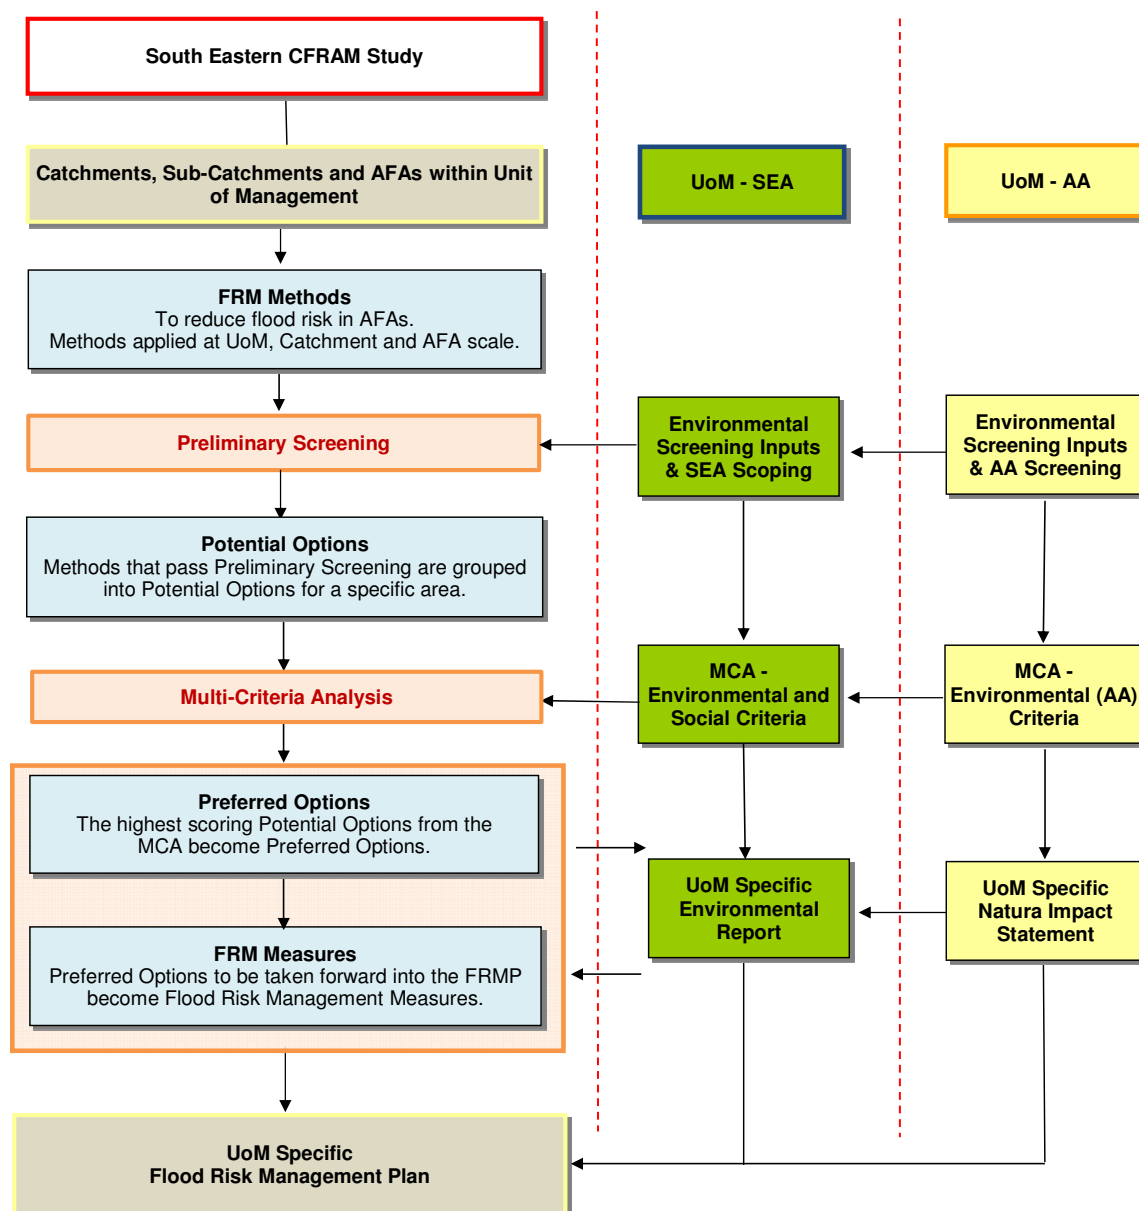 South Eastern CFRAM Study
Catchments, Sub-Catchments and AFAs within Unit
of Management
UoM - SEA
UoM - AA
FRM Methods
To reduce flood risk in AFAs.
Methods applied at UoM, Catchment and AFA scale.
Preliminary Screening
Environmental
Screening Inputs
& SEA Scoping
Environmental
Screening Inputs
& AA Screening
Potential Options
Methods that pass Preliminary Screening are grouped
into Potential Options for a specific area.
Multi-Criteria Analysis
MCA -
Environmental and
Social Criteria
MCA -
Environmental (AA)
Criteria
Preferred Options
The highest scoring Potential Options from the
MCA become Preferred Options.
UoM Specific
Environmental
Report
UoM Specific
Natura Impact
Statement
FRM Measures
Preferred Options to be taken forward into the FRMP
become Flood Risk Management Measures.
UoM Specific
Flood Risk Management Plan